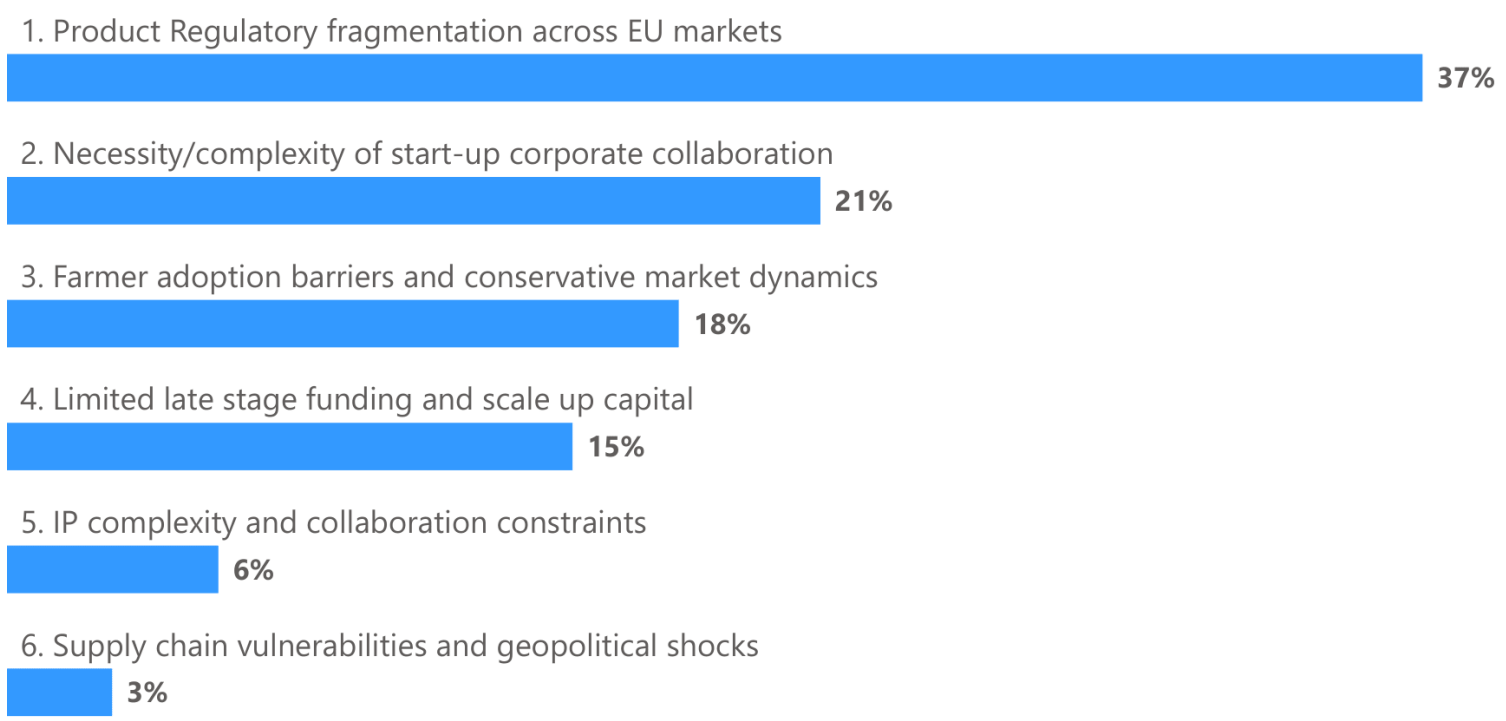 1. Product Regulatory fragmentation across EU markets
37%
2. Necessity/complexity of start-up corporate collaboration
21%
3. Farmer adoption barriers and conservative market dynamics
18%
4. Limited late stage funding and scale up capital
15%
5. IP complexity and collaboration constraints
6%
6. Supply chain vulnerabilities and geopolitical shocks
3%